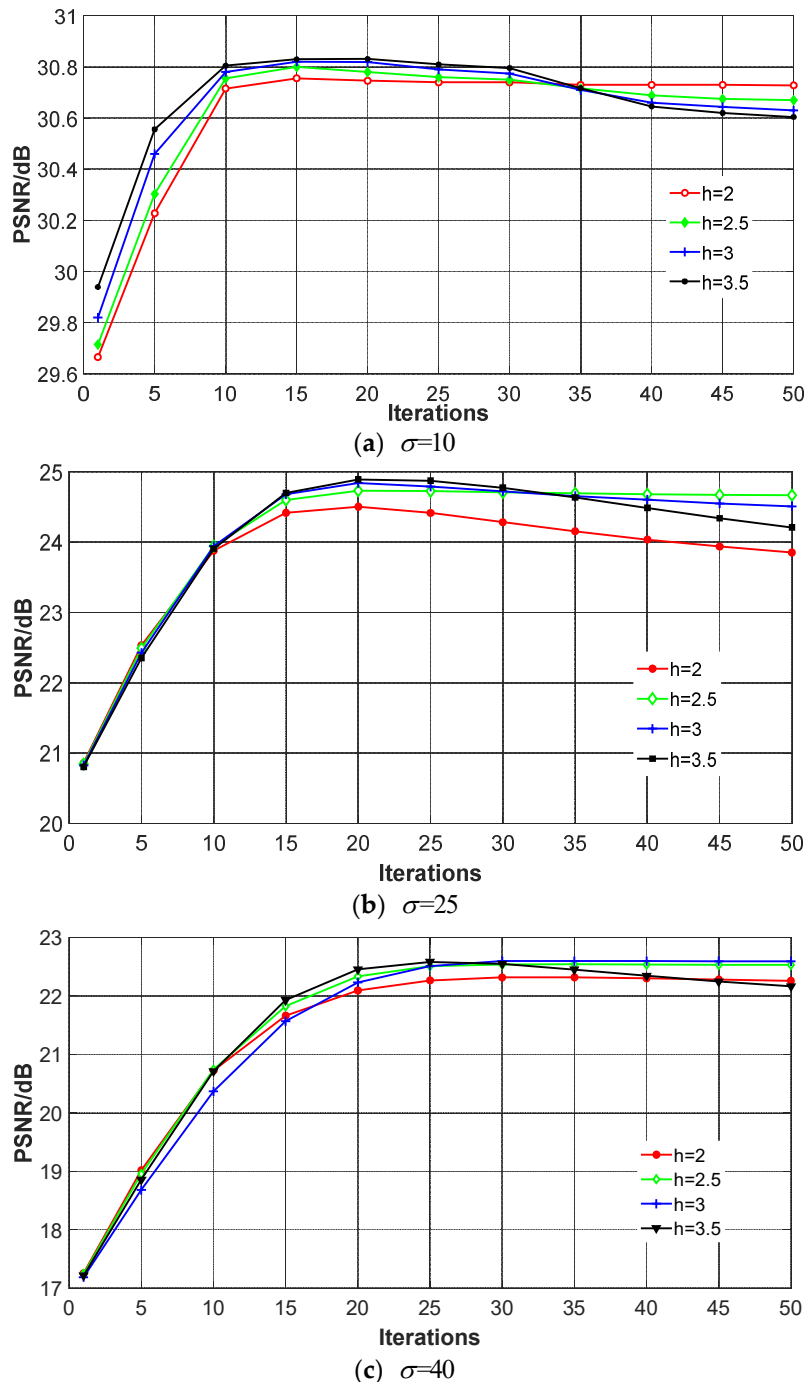 31
30.8
30.6
30.4
30.2
30
29.8
29.6
PSNR/dB
h=2
h=2.5
h=3
h=3.5
0 5 10 15 20 25 30 35 40 45 50
Iterations
(a) σ=10
25
24
23
22
21
20
PSNR/dB
h=2
h=2.5
h=3
h=3.5
0 5 10 15 20 25 30 35 40 45 50
Iterations
(b) σ=25
23
22
21
20
19
18
17
PSNR/dB
h=2
h=2.5
h=3
h=3.5
0 5 10 15 20 25 30 35 40 45 50
Iterations
(c) σ=40